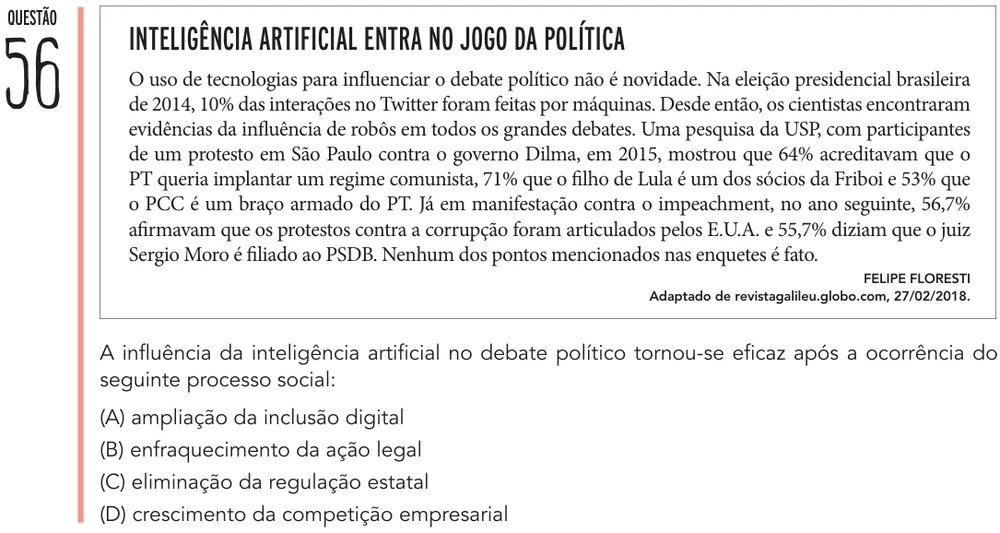 QUESTÃO
56
INTELIGÊNCIA ARTIFICIAL ENTRA NO JOGO DA POLÍTICA
O uso de tecnologias para influenciar o debate político não é novidade. Na eleição presidencial brasileira
de 2014, 10% das interações no Twitter foram feitas por máquinas. Desde então, os cientistas encontraram
evidências da influência de robôs em todos os grandes debates. Uma pesquisa da USP, com participantes
de um protesto em São Paulo contra o governo Dilma, em 2015, mostrou que 64% acreditavam que o
PT queria implantar um regime comunista, 71% que o filho de Lula é um dos sócios da Friboi e 53% que
o PCC é um braço armado do PT. Já em manifestação contra o impeachment, no ano seguinte, 56,7%
afirmavam que os protestos contra a corrupção foram articulados pelos E.U.A. e 55,7% diziam que o juiz
Sergio Moro é filiado ao PSDB. Nenhum dos pontos mencionados nas enquetes é fato.
FELIPE FLORESTI
Adaptado de revistagalileu.globo.com, 27/02/2018.
A influência da inteligência artificial no debate político tornou-se eficaz após a ocorrência do
seguinte processo social:
(A) ampliação da inclusão digital
(B) enfraquecimento da ação legal
(C) eliminação da regulação estatal
(D) crescimento da competição empresarial